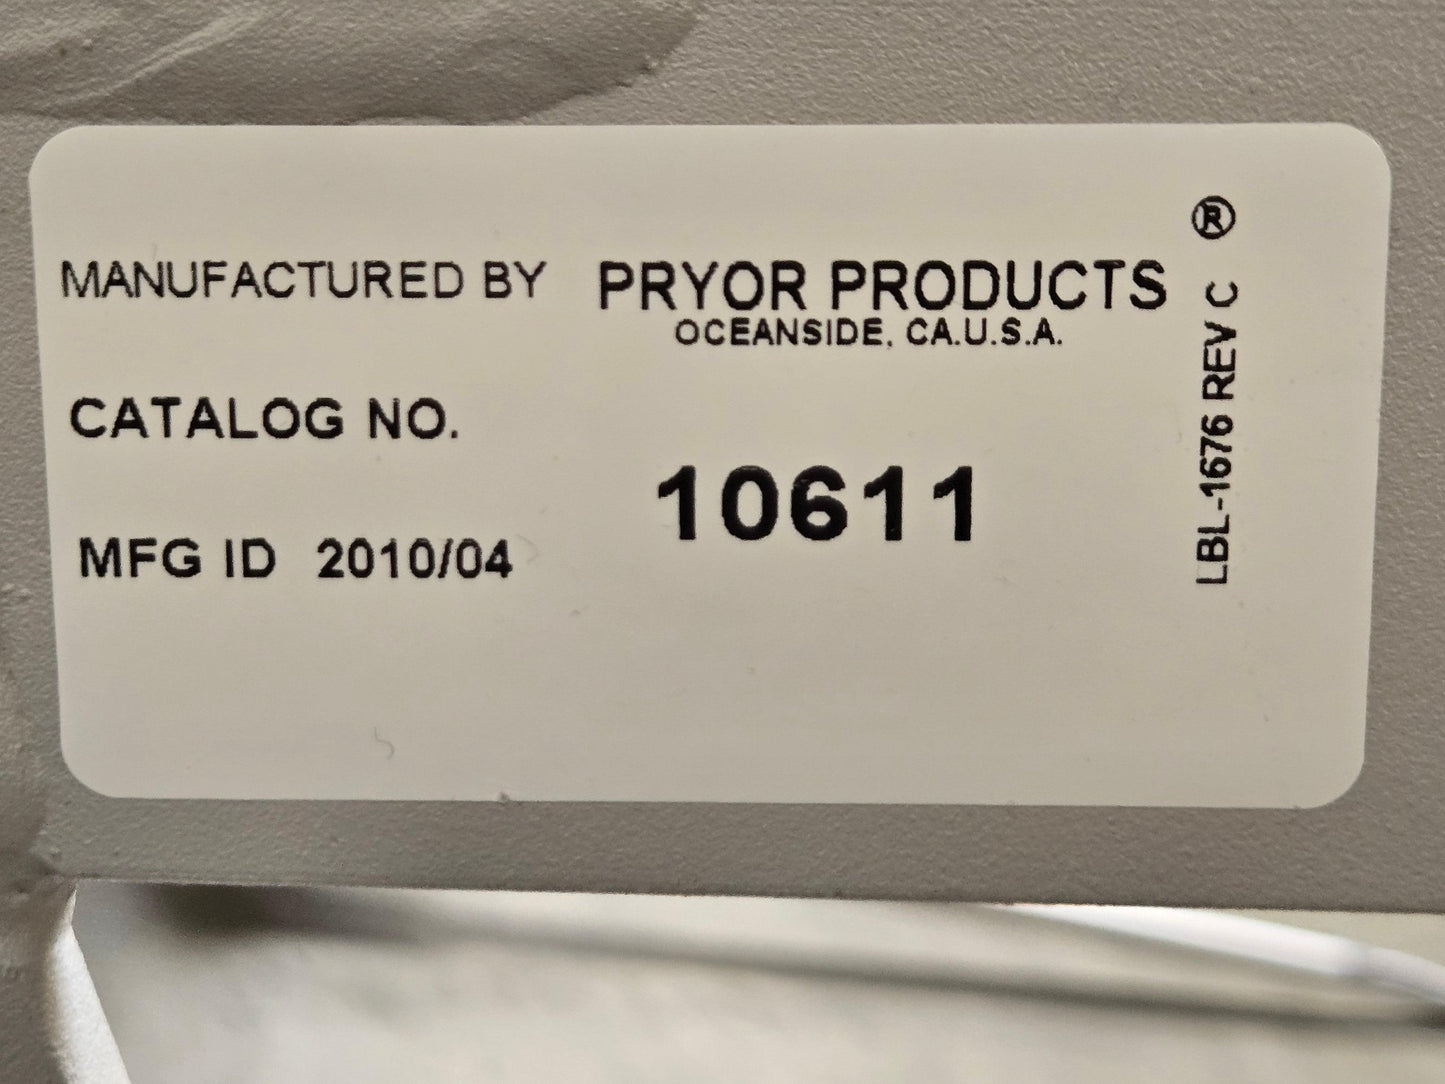 MANUFACTURED BY PRYOR PRODUCTS ®
OCEANSIDE, CA.U.S.A.
CATALOG NO.
10611
MFG ID 2010/04
LBL-1676 REV C